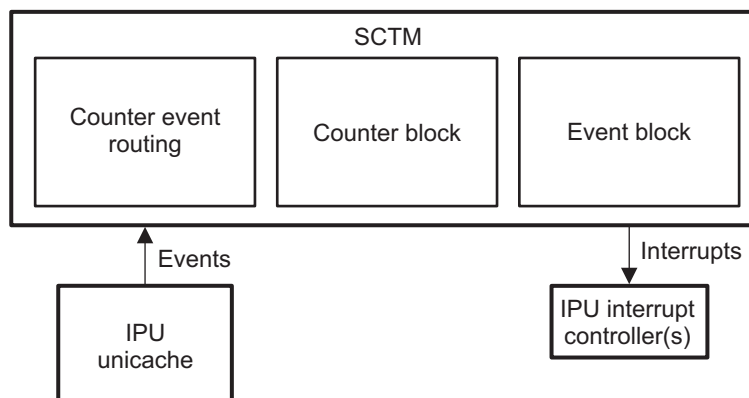 SCTM
Counter event
routing
Counter block
Event block
Events
Interrupts
IPU
unicache
IPU interrupt
controller(s)